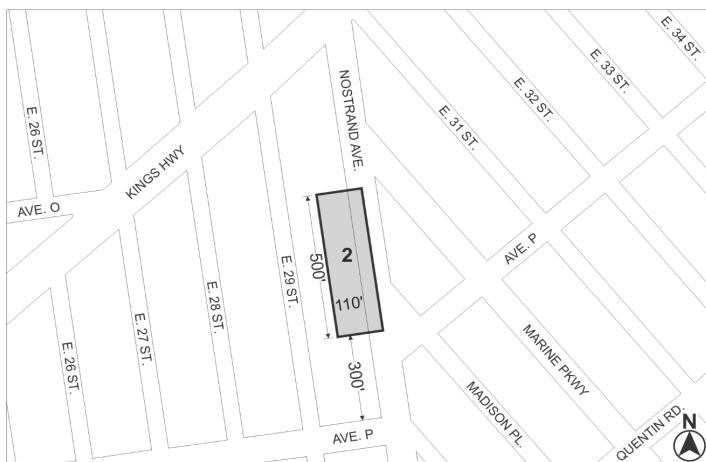 E. 34 ST.
E. 33 ST.
NOSTRAND AVE.
E. 32 ST.
E. 26 ST.
E. 31 ST.
KINGS HWY
AVE. O
AVE. P
2
500'
E. 29 ST.
E. 28 ST.
110'
E. 27 ST.
E. 26 ST.
MARINE PKWY
300'
MADISON PL.
QUENTIN RD.
N
AVE. P